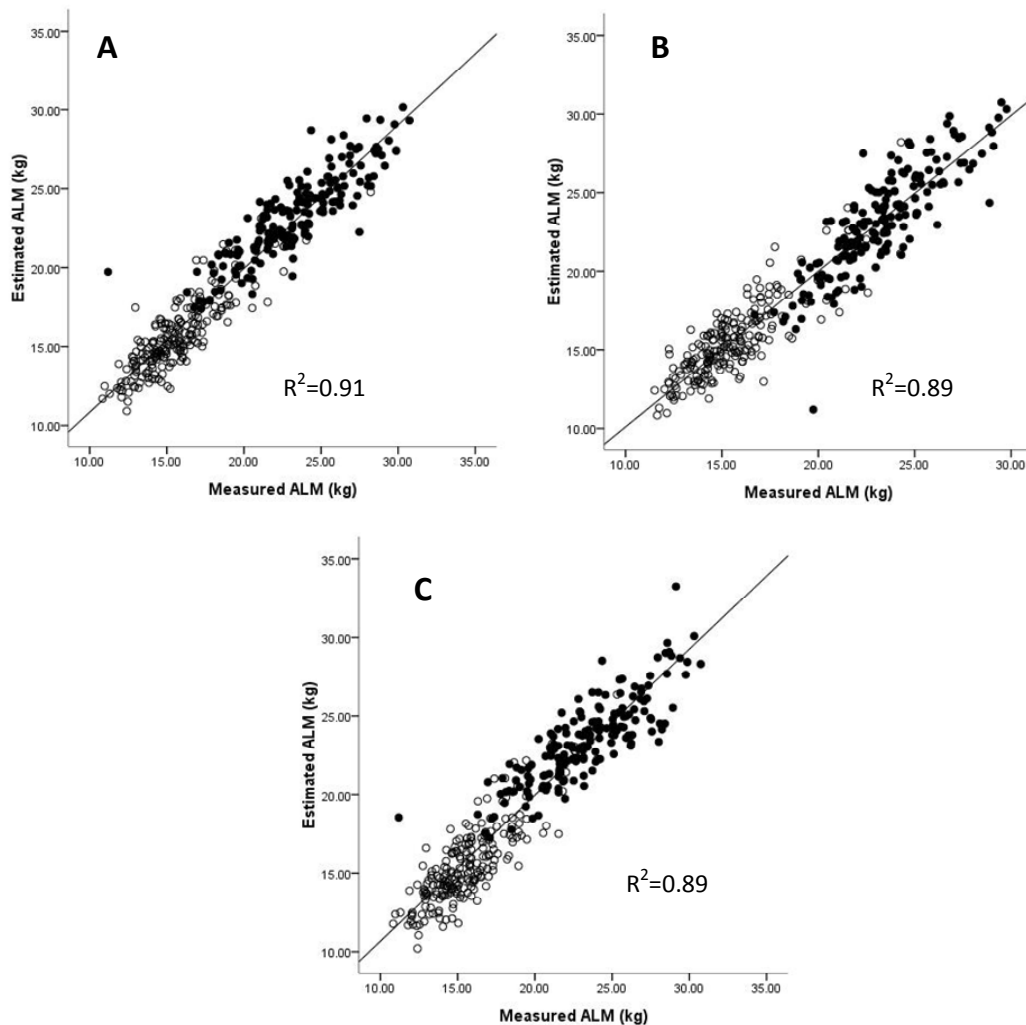 A
Estimated ALM (kg)
35.00
30.00
25.00
20.00
15.00
10.00
R²=0.91
10.00 15.00 20.00 25.00 30.00 35.00
Measured ALM (kg)
B
Estimated ALM (kg)
35.00
30.00
25.00
20.00
15.00
10.00
R²=0.89
10.00 15.00 20.00 25.00 30.00
Measured ALM (kg)
C
Estimated ALM (kg)
35.00
30.00
25.00
20.00
15.00
10.00
R²=0.89
10.00 15.00 20.00 25.00 30.00 35.00
Measured ALM (kg)